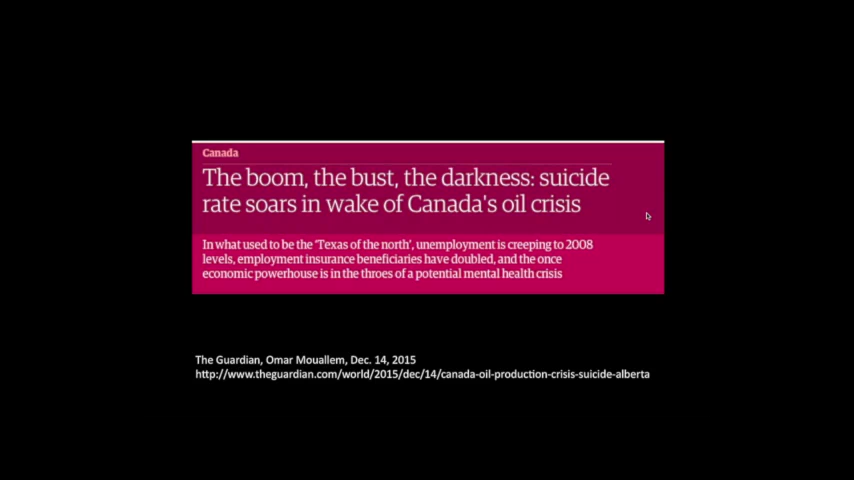 Canada
The boom, the bust, the darkness: suicide
rate soars in wake of Canada's oil crisis
In what used to be the 'Texas of the north', unemployment is creeping to 2008
levels, employment insurance beneficiaries have doubled, and the once
economic powerhouse is in the throes of a potential mental health crisis
The Guardian, Omar Mouallem, Dec. 14, 2015
http://www.theguardian.com/world/2015/dec/14/canada-oil-production-crisis-suicide-alberta